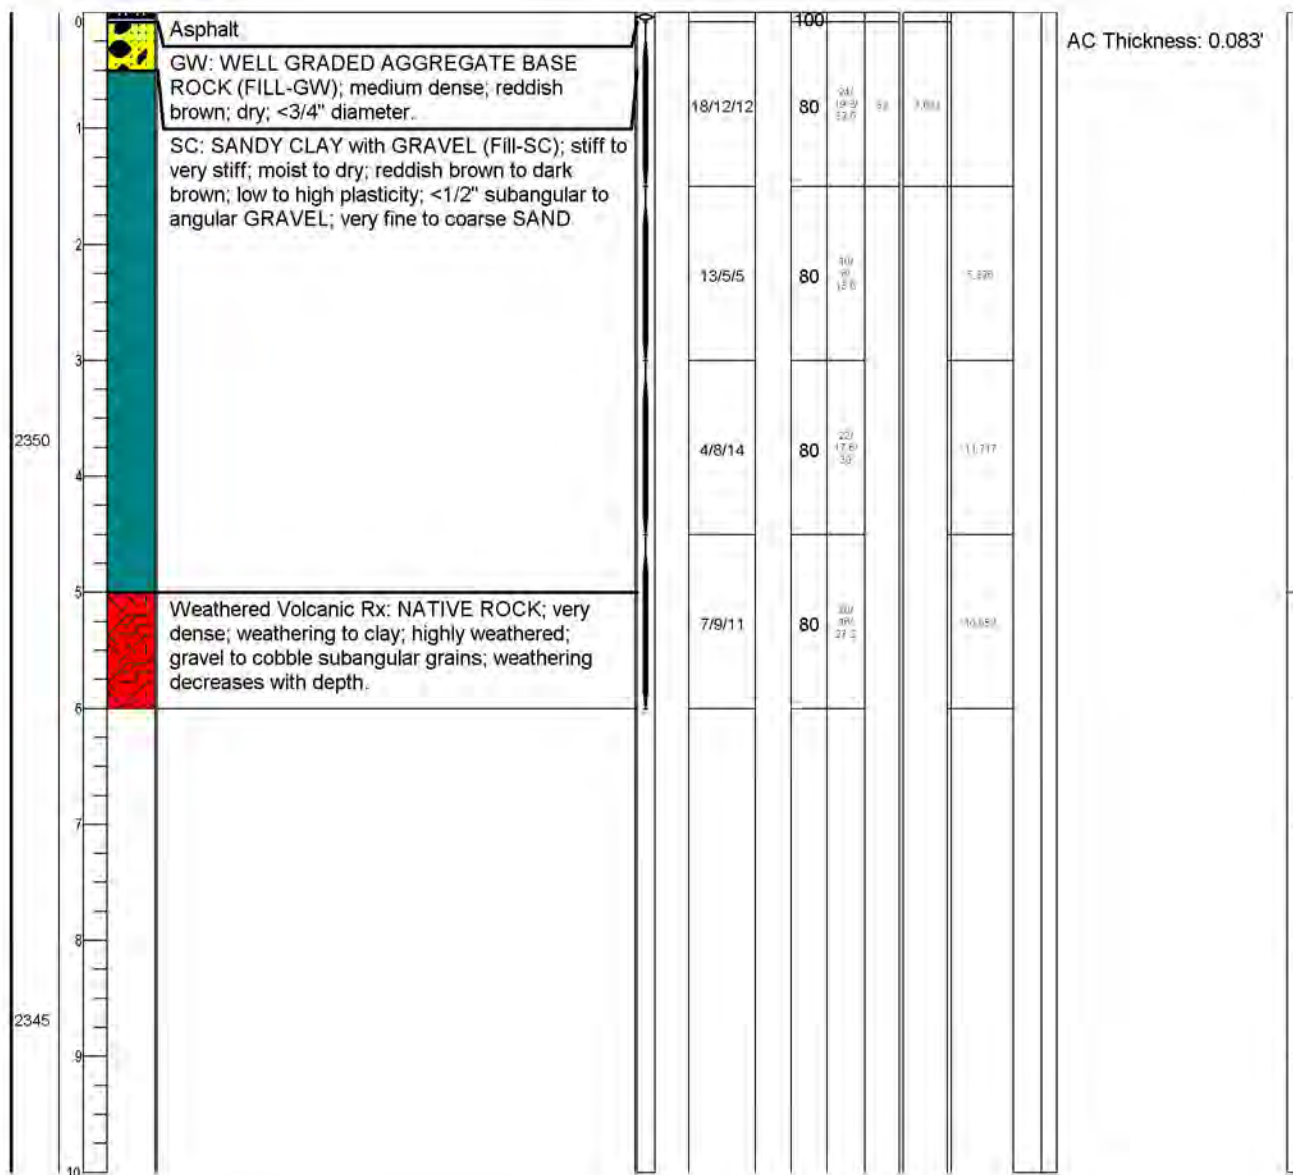 0
Asphalt
100
AC Thickness: 0.083'
GW: WELL GRADED AGGREGATE BASE
ROCK (FILL-GW); medium dense; reddish
brown; dry; <3/4" diameter.
18/12/12
80
1
SC: SANDY CLAY with GRAVEL (Fill-SC); stiff to
very stiff; moist to dry; reddish brown to dark
brown; low to high plasticity; <1/2" subangular to
angular GRAVEL; very fine to coarse SAND
2
13/5/5
80
3
2350
4/8/14
80
4
5
Weathered Volcanic Rx: NATIVE ROCK; very
dense; weathering to clay; highly weathered;
gravel to cobble subangular grains; weathering
decreases with depth.
7/9/11
80
6
7
8
2345
9
10